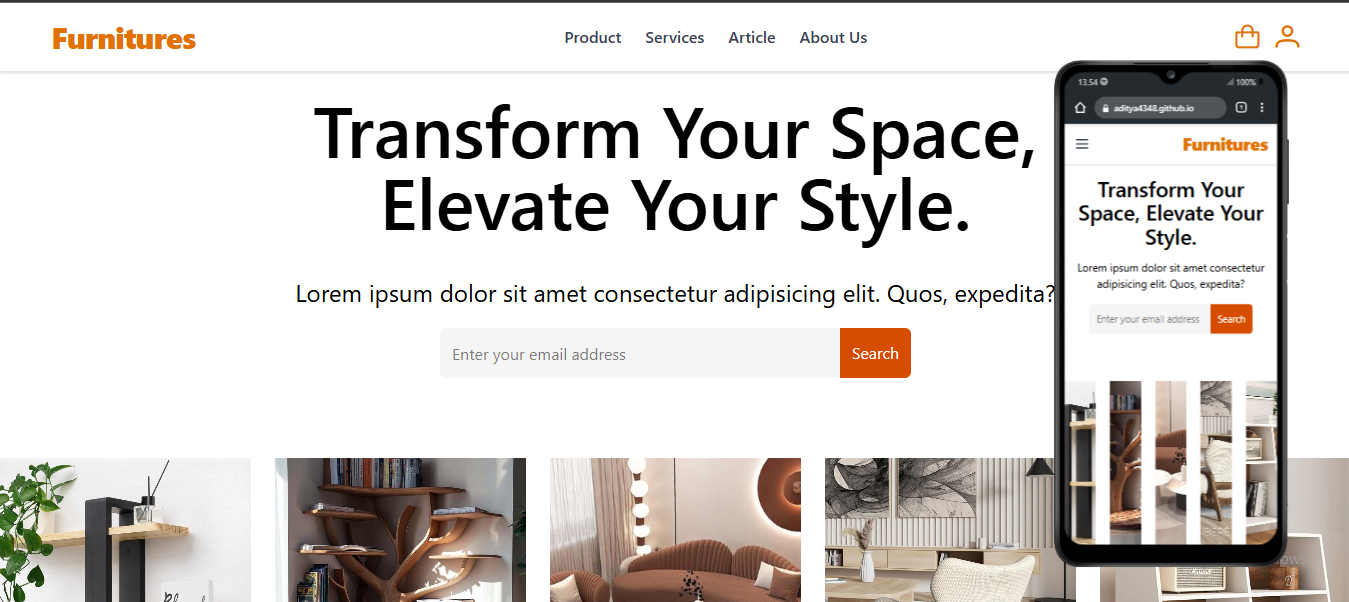 Furnitures
Product Services Article About Us
Transform Your Space,
Elevate Your Style.
Lorem ipsum dolor sit amet consectetur adipisicing elit. Quos, expedita?
Enter your email address Search
13.54 100%
aditya4348.github.io
Furnitures
Transform Your
Space, Elevate Your
Style.
Lorem ipsum dolor sit amet consectetur
adipisicing elit. Quos, expedita?
Enter your email address Search